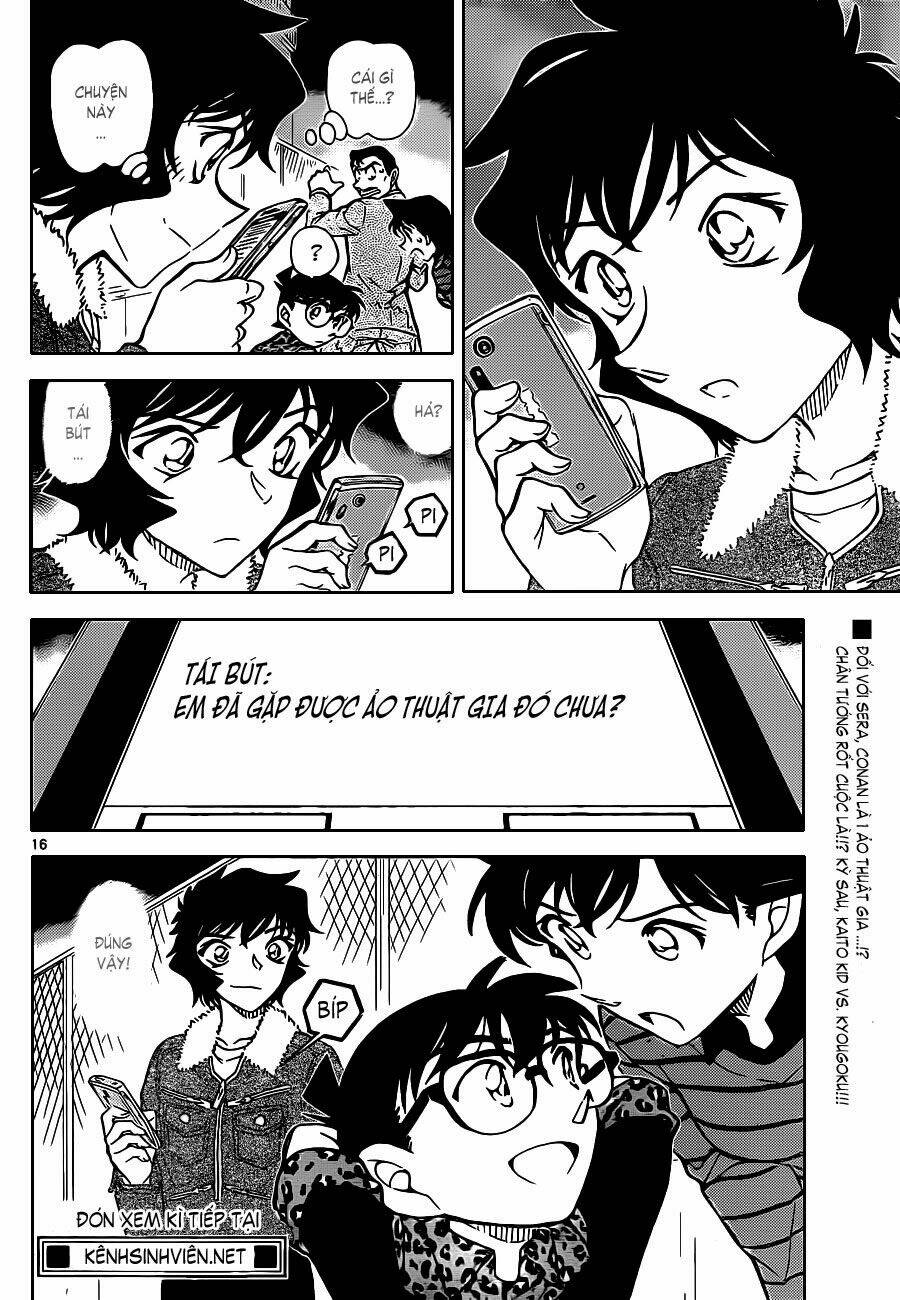 CÁI GÌ
THẾ...?
CHUYỆN
NÀY
...
?
HẢ?
TÁI
BÚT
...
PI
PI
TÁI BÚT:
EM ĐÃ GẶP ĐƯỢC ẢO THUẬT GIA ĐÓ CHƯA?
ĐỐI VỚI SERA, CONAN LÀ 1 ẢO THUẬT GIA ...!?
CHÂN TƯỚNG RỐT CUỘC LÀ!!? KỲ SAU, KAITO KID VS. KYOUGOKU!!!!
16
ĐÚNG
VẬY!
BÍP
ĐÓN XEM KÌ TIẾP TẠI
KÊNHSINHVIÊN.NET